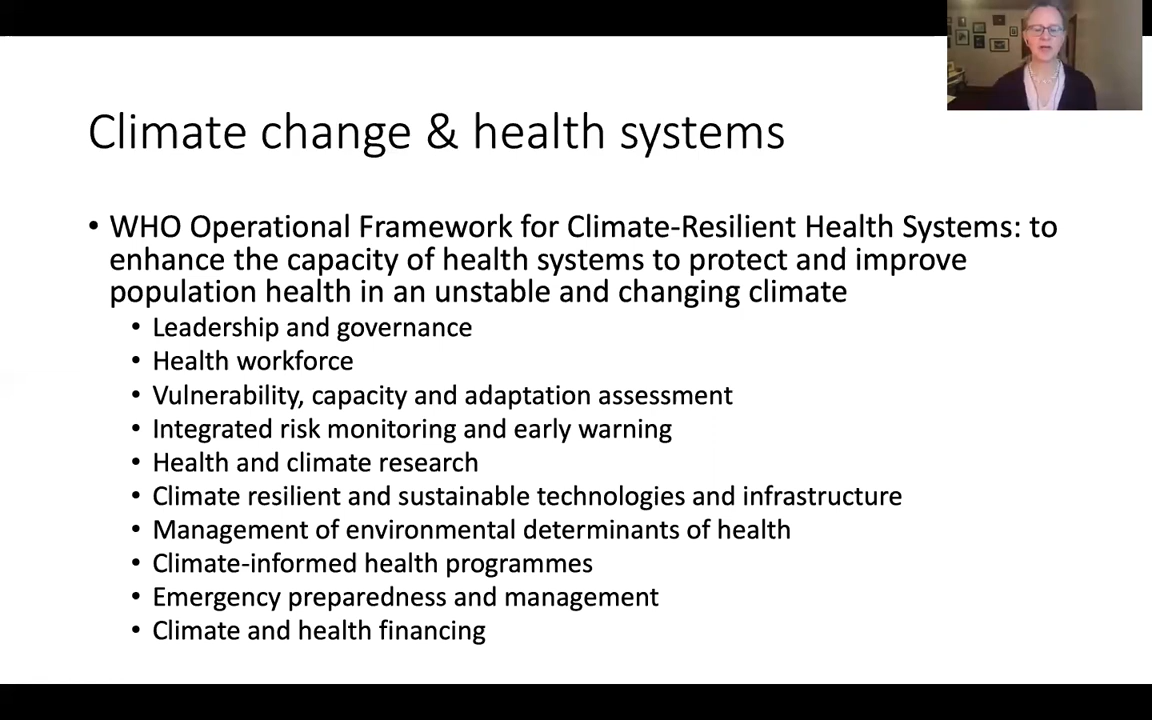 Climate change & health systems
• WHO Operational Framework for Climate-Resilient Health Systems: to
enhance the capacity of health systems to protect and improve
population health in an unstable and changing climate
• Leadership and governance
• Health workforce
• Vulnerability, capacity and adaptation assessment
• Integrated risk monitoring and early warning
• Health and climate research
• Climate resilient and sustainable technologies and infrastructure
• Management of environmental determinants of health
• Climate-informed health programmes
• Emergency preparedness and management
• Climate and health financing